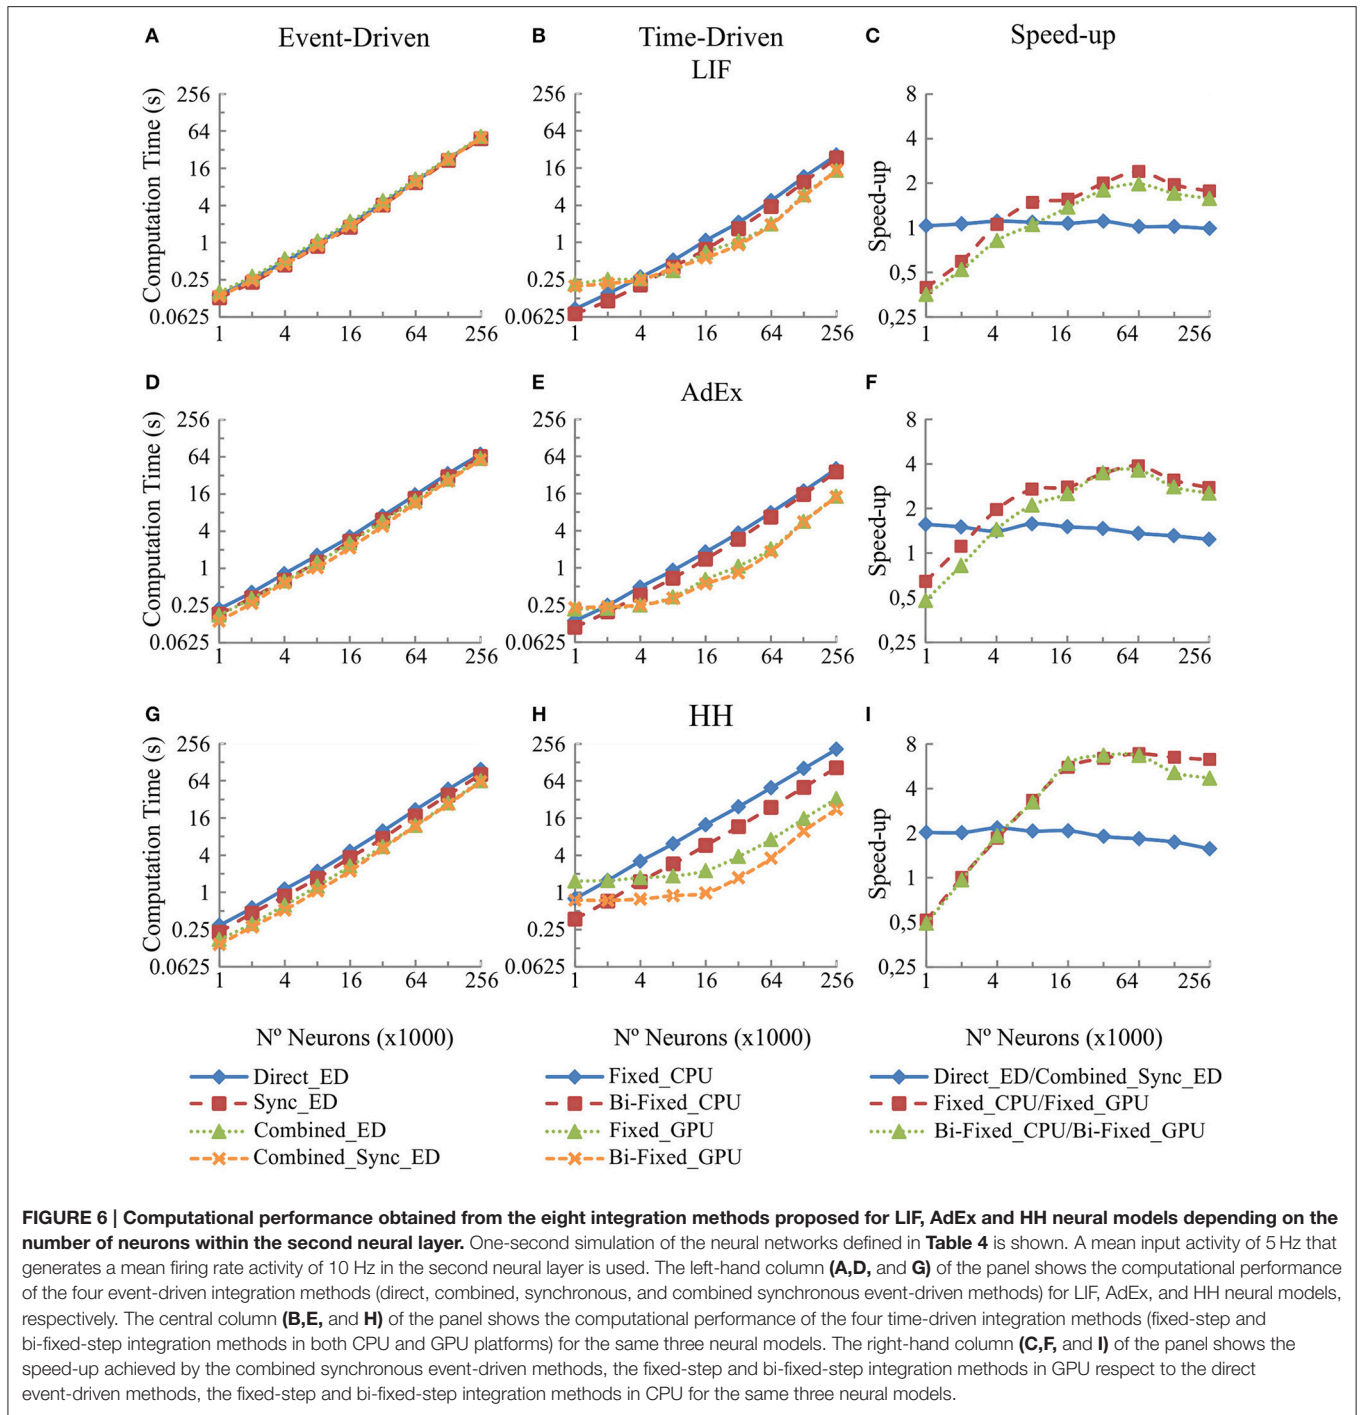 A Event-Driven B Time-Driven C Speed-up
LIF
Computation Time (s)
256
64
16
4
1
0.25
0.0625
1 4 16 64 256
256
64
16
4
1
0.25
0.0625
1 4 16 64 256
Speed-up
8
4
2
1
0,5
0,25
1 4 16 64 256
D E F
AdEx
Computation Time (s)
256
64
16
4
1
0.25
0.0625
1 4 16 64 256
256
64
16
4
1
0.25
0.0625
1 4 16 64 256
Speed-up
8
4
2
1
0,5
0,25
1 4 16 64 256
G H I
HH
Computation Time (s)
256
64
16
4
1
0.25
0.0625
1 4 16 64 256
256
64
16
4
1
0.25
0.0625
1 4 16 64 256
Speed-up
8
4
2
1
0,5
0,25
1 4 16 64 256
Nº Neurons (x1000) Nº Neurons (x1000) Nº Neurons (x1000)
Direct_ED Fixed_CPU Direct_ED/Combined_Sync_ED
Sync_ED Bi-Fixed_CPU Fixed_CPU/Fixed_GPU
Combined_ED Fixed_GPU Bi-Fixed_CPU/Bi-Fixed_GPU
Combined_Sync_ED Bi-Fixed_GPU
FIGURE 6 | Computational performance obtained from the eight integration methods proposed for LIF, AdEx and HH neural models depending on the
number of neurons within the second neural layer. One-second simulation of the neural networks defined in Table 4 is shown. A mean input activity of 5 Hz that
generates a mean firing rate activity of 10 Hz in the second neural layer is used. The left-hand column (A,D, and G) of the panel shows the computational performance
of the four event-driven integration methods (direct, combined, synchronous, and combined synchronous event-driven methods) for LIF, AdEx, and HH neural models,
respectively. The central column (B,E, and H) of the panel shows the computational performance of the four time-driven integration methods (fixed-step and
bi-fixed-step integration methods in both CPU and GPU platforms) for the same three neural models. The right-hand column (C,F, and I) of the panel shows the
speed-up achieved by the combined synchronous event-driven methods, the fixed-step and bi-fixed-step integration methods in GPU respect to the direct
event-driven methods, the fixed-step and bi-fixed-step integration methods in CPU for the same three neural models.